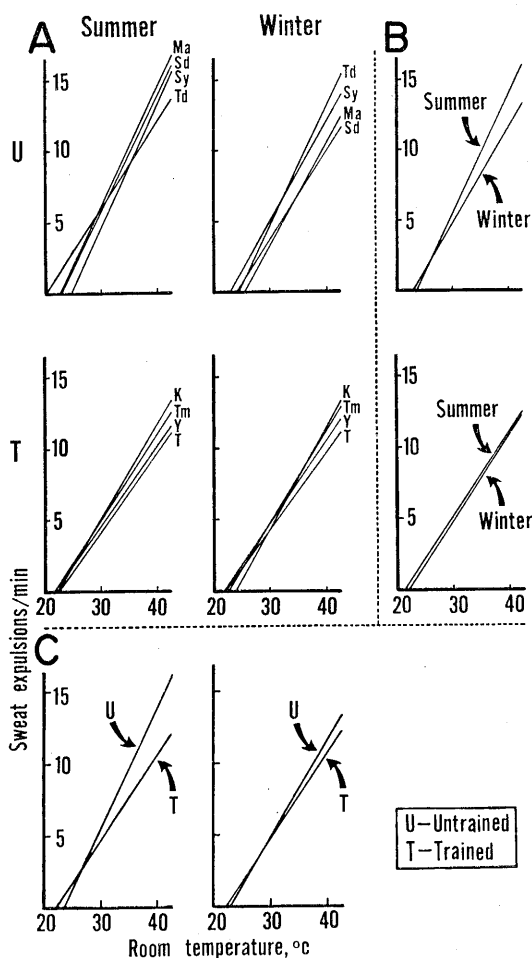 A
Summer
Winter
B
U
15
10
5
Ma
Sd
Sy
Td
Td
Sy
Ma
Sd
15
10
5
Summer
Winter
T
15
10
5
20 30 40
K
Tm
Y
T
20 30 40
K
Tm
Y
T
15
10
5
Summer
Winter
20 30 40
Sweat expulsions/min
C
15
10
5
U
T
20 30 40
U
T
20 30 40
Room temperature, °c
U–Untrained
T–Trained